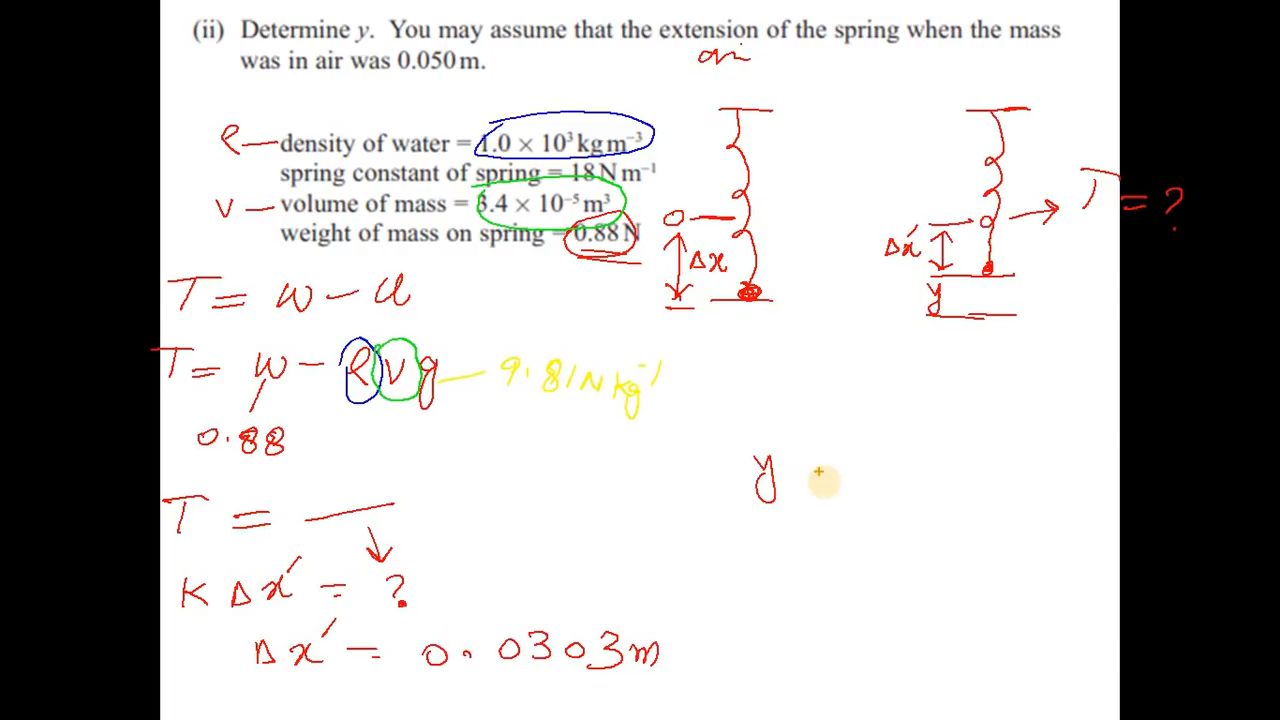 (ii) Determine y. You may assume that the extension of the spring when the mass
was in air was 0.050 m.
air
ρ — density of water = 1.0 × 10³ kg m⁻³
spring constant of spring = 18 N m⁻¹
V — volume of mass = 3.4 × 10⁻⁵ m³
weight of mass on spring = 0.88 N
Δx
Δx′
y
T = ?
T = W − U
T = W − ρVg — 9.81 N kg⁻¹
0.88
T =
y
K Δx′ = ?
Δx′ = 0.0303 m